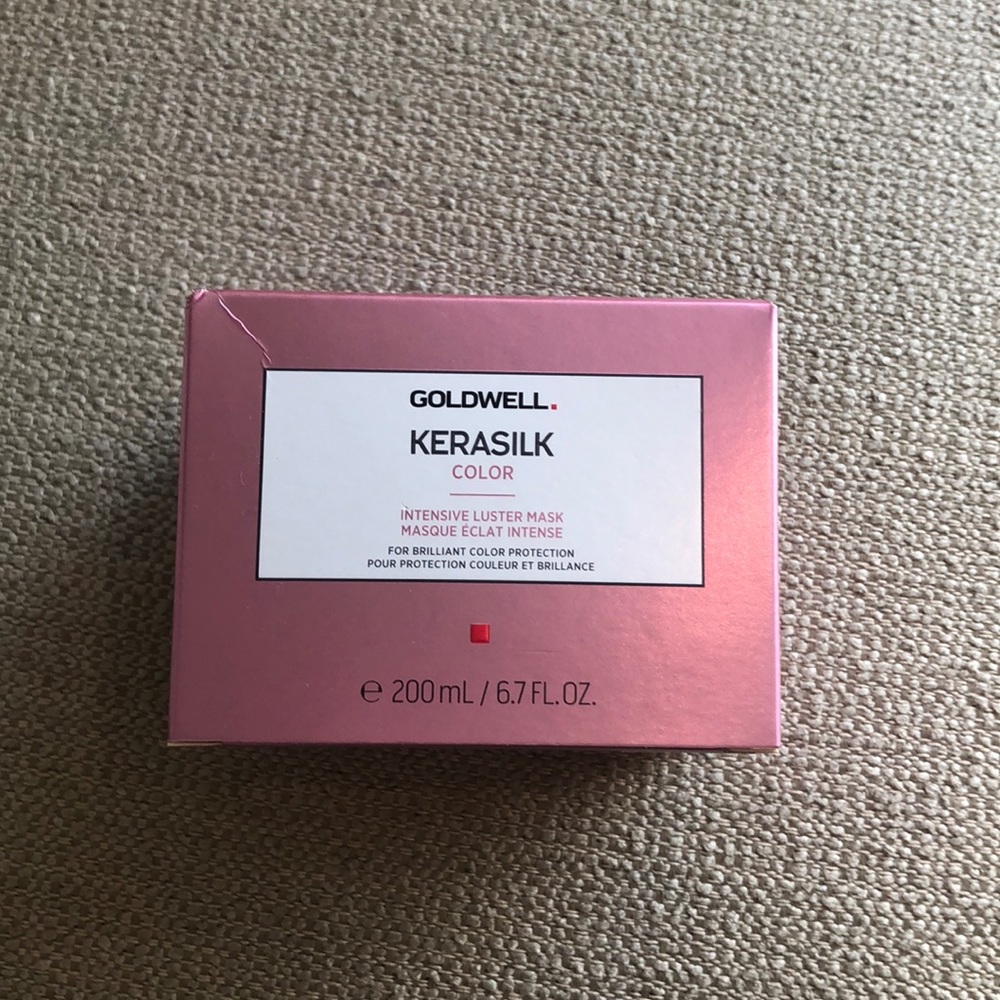 GOLDWELL.
KERASILK
COLOR
INTENSIVE LUSTER MASK
MASQUE ÉCLAT INTENSE
FOR BRILLIANT COLOR PROTECTION
POUR PROTECTION COULEUR ET BRILLANCE
℮ 200mL / 6.7 FL. OZ.